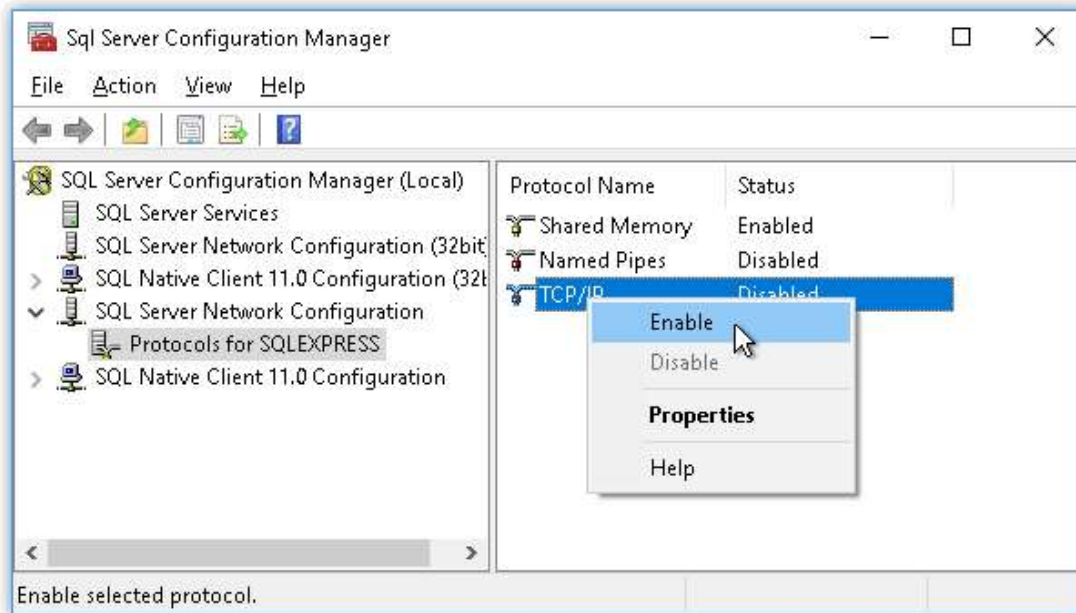 Sql Server Configuration Manager
File Action View Help
SQL Server Configuration Manager (Local)
SQL Server Services
SQL Server Network Configuration (32bit
SQL Native Client 11.0 Configuration (32b
SQL Server Network Configuration
Protocols for SQLEXPRESS
SQL Native Client 11.0 Configuration
Protocol Name Status
Shared Memory Enabled
Named Pipes Disabled
TCP/IP Disabled
Enable
Disable
Properties
Help
Enable selected protocol.